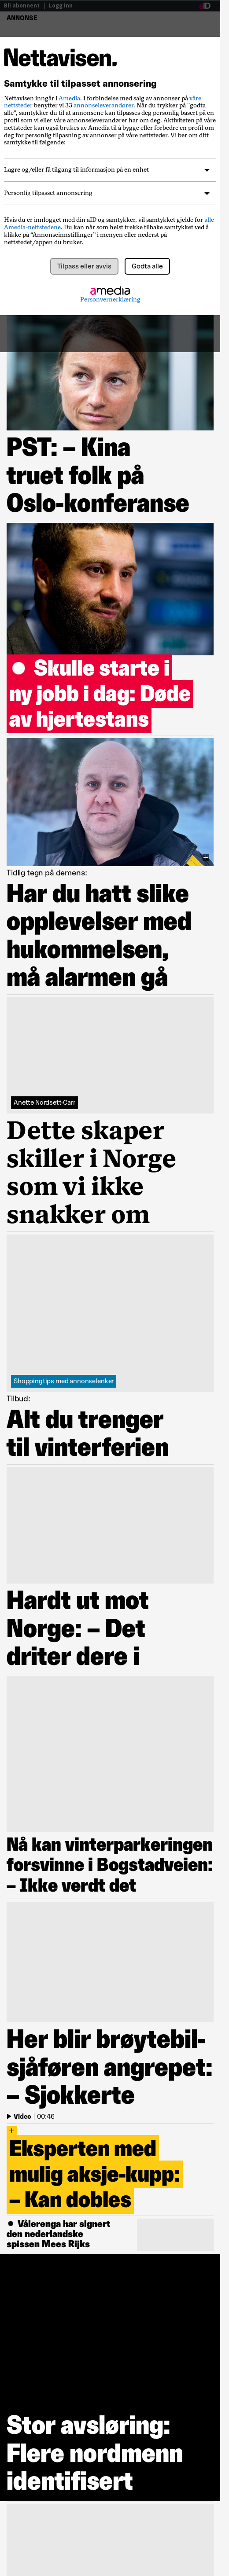 Bli abonnent | Logg inn
ANNONSE
Nettavisen.
Samtykke til tilpasset annonsering
Nettavisen inngår i Amedia. I forbindelse med salg av annonser på våre
nettsteder benytter vi 33 annonseleverandører. Når du trykker på "godta
alle", samtykker du til at annonsene kan tilpasses deg personlig basert på en
profil som vi eller våre annonseleverandører har om deg. Aktiviteten på våre
nettsteder kan også brukes av Amedia til å bygge eller forbedre en profil om
deg for personlig tilpasning av annonser på våre nettsteder. Vi ber om ditt
samtykke til følgende:
Lagre og/eller få tilgang til informasjon på en enhet
Personlig tilpasset annonsering
Hvis du er innlogget med din aID og samtykker, vil samtykket gjelde for alle
Amedia-nettstedene. Du kan når som helst trekke tilbake samtykket ved å
klikke på “Annonseinnstillinger” i menyen eller nederst på
nettstedet/appen du bruker.
Tilpass eller avvis
Godta alle
amedia
Personvernerklæring
PST: – Kina
truet folk på
Oslo-konferanse
Skulle starte i
ny jobb i dag: Døde
av hjertestans
Tidlig tegn på demens:
Har du hatt slike
opplevelser med
hukommelsen,
må alarmen gå
Anette Nordsett-Carr
Dette skaper
skiller i Norge
som vi ikke
snakker om
Shoppingtips med annonselenker
Tilbud:
Alt du trenger
til vinterferien
Hardt ut mot
Norge: – Det
driter dere i
Nå kan vinterparkeringen
forsvinne i Bogstadveien:
– Ikke verdt det
Her blir brøytebil-
sjåføren angrepet:
– Sjokkerte
Video | 00:46
Eksperten med
mulig aksje-kupp:
– Kan dobles
Vålerenga har signert
den nederlandske
spissen Mees Rijks
Stor avsløring:
Flere nordmenn
identifisert